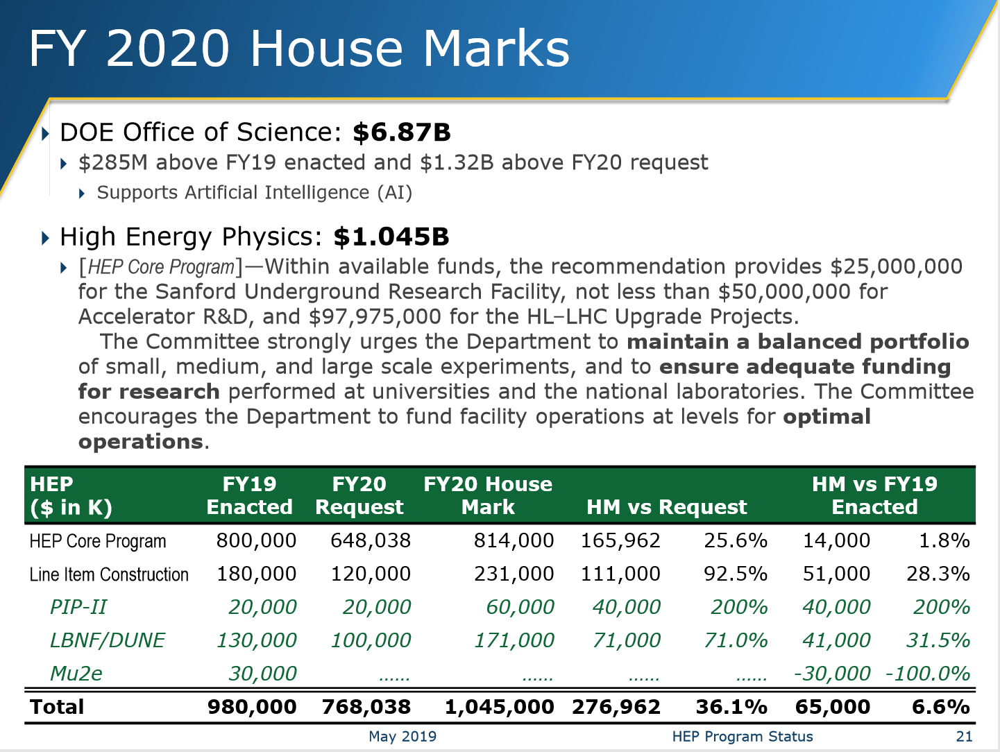 FY 2020 House Marks
DOE Office of Science: $6.87B
$285M above FY19 enacted and $1.32B above FY20 request
Supports Artificial Intelligence (AI)
High Energy Physics: $1.045B
[HEP Core Program]—Within available funds, the recommendation provides $25,000,000
for the Sanford Underground Research Facility, not less than $50,000,000 for
Accelerator R&D, and $97,975,000 for the HL–LHC Upgrade Projects.
The Committee strongly urges the Department to maintain a balanced portfolio
of small, medium, and large scale experiments, and to ensure adequate funding
for research performed at universities and the national laboratories. The Committee
encourages the Department to fund facility operations at levels for optimal
operations.
HEP FY19 FY20 FY20 House HM vs FY19
($ in K) Enacted Request Mark HM vs Request Enacted
HEP Core Program 800,000 648,038 814,000 165,962 25.6% 14,000 1.8%
Line Item Construction 180,000 120,000 231,000 111,000 92.5% 51,000 28.3%
PIP-II 20,000 20,000 60,000 40,000 200% 40,000 200%
LBNF/DUNE 130,000 100,000 171,000 71,000 71.0% 41,000 31.5%
Mu2e 30,000 …… …… …… …… -30,000 -100.0%
Total 980,000 768,038 1,045,000 276,962 36.1% 65,000 6.6%
May 2019 HEP Program Status 21